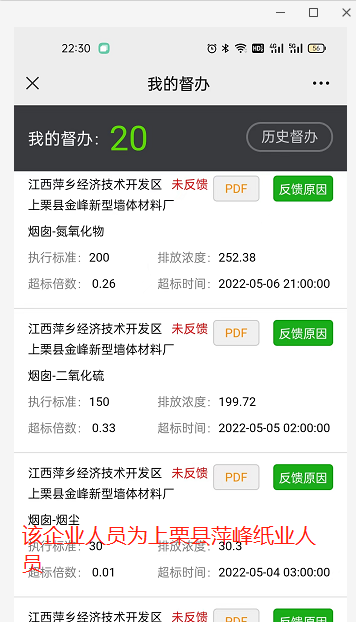 22:30 HD 4G 5G 56
我的督办
我的督办：20 历史督办
江西萍乡经济技术开发区 未反馈 PDF 反馈原因
上栗县金峰新型墙体材料厂
烟囱-氮氧化物
执行标准：200 排放浓度：252.38
超标倍数：0.26 超标时间：2022-05-06 21:00:00
江西萍乡经济技术开发区 未反馈 PDF 反馈原因
上栗县金峰新型墙体材料厂
烟囱-二氧化硫
执行标准：150 排放浓度：199.72
超标倍数：0.33 超标时间：2022-05-05 02:00:00
江西萍乡经济技术开发区 未反馈 PDF 反馈原因
上栗县金峰新型墙体材料厂
烟囱-烟尘
该企业人员为上栗县萍峰纸业人
员
执行标准：30 排放浓度：30.3
超标倍数：0.01 超标时间：2022-05-04 03:00:00
江西萍乡经济技术开发区 未反馈 PDF 反馈原因